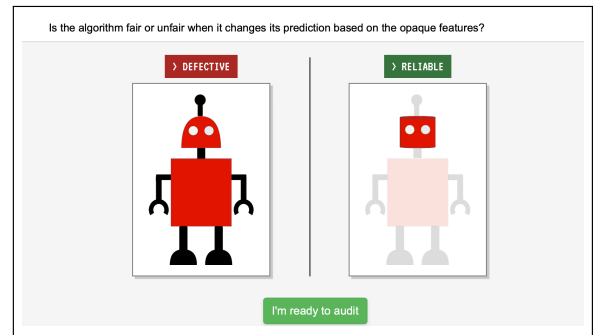 Is the algorithm fair or unfair when it changes its prediction based on the opaque features?
> DEFECTIVE
> RELIABLE
I'm ready to audit